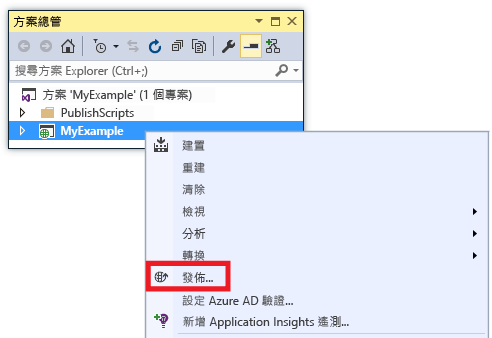 方案總管
搜尋方案 Explorer (Ctrl+;)
方案 'MyExample' (1 個專案)
PublishScripts
MyExample
建置
重建
清除
檢視
分析
轉換
發佈...
設定 Azure AD 驗證...
新增 Application Insights 遙測...